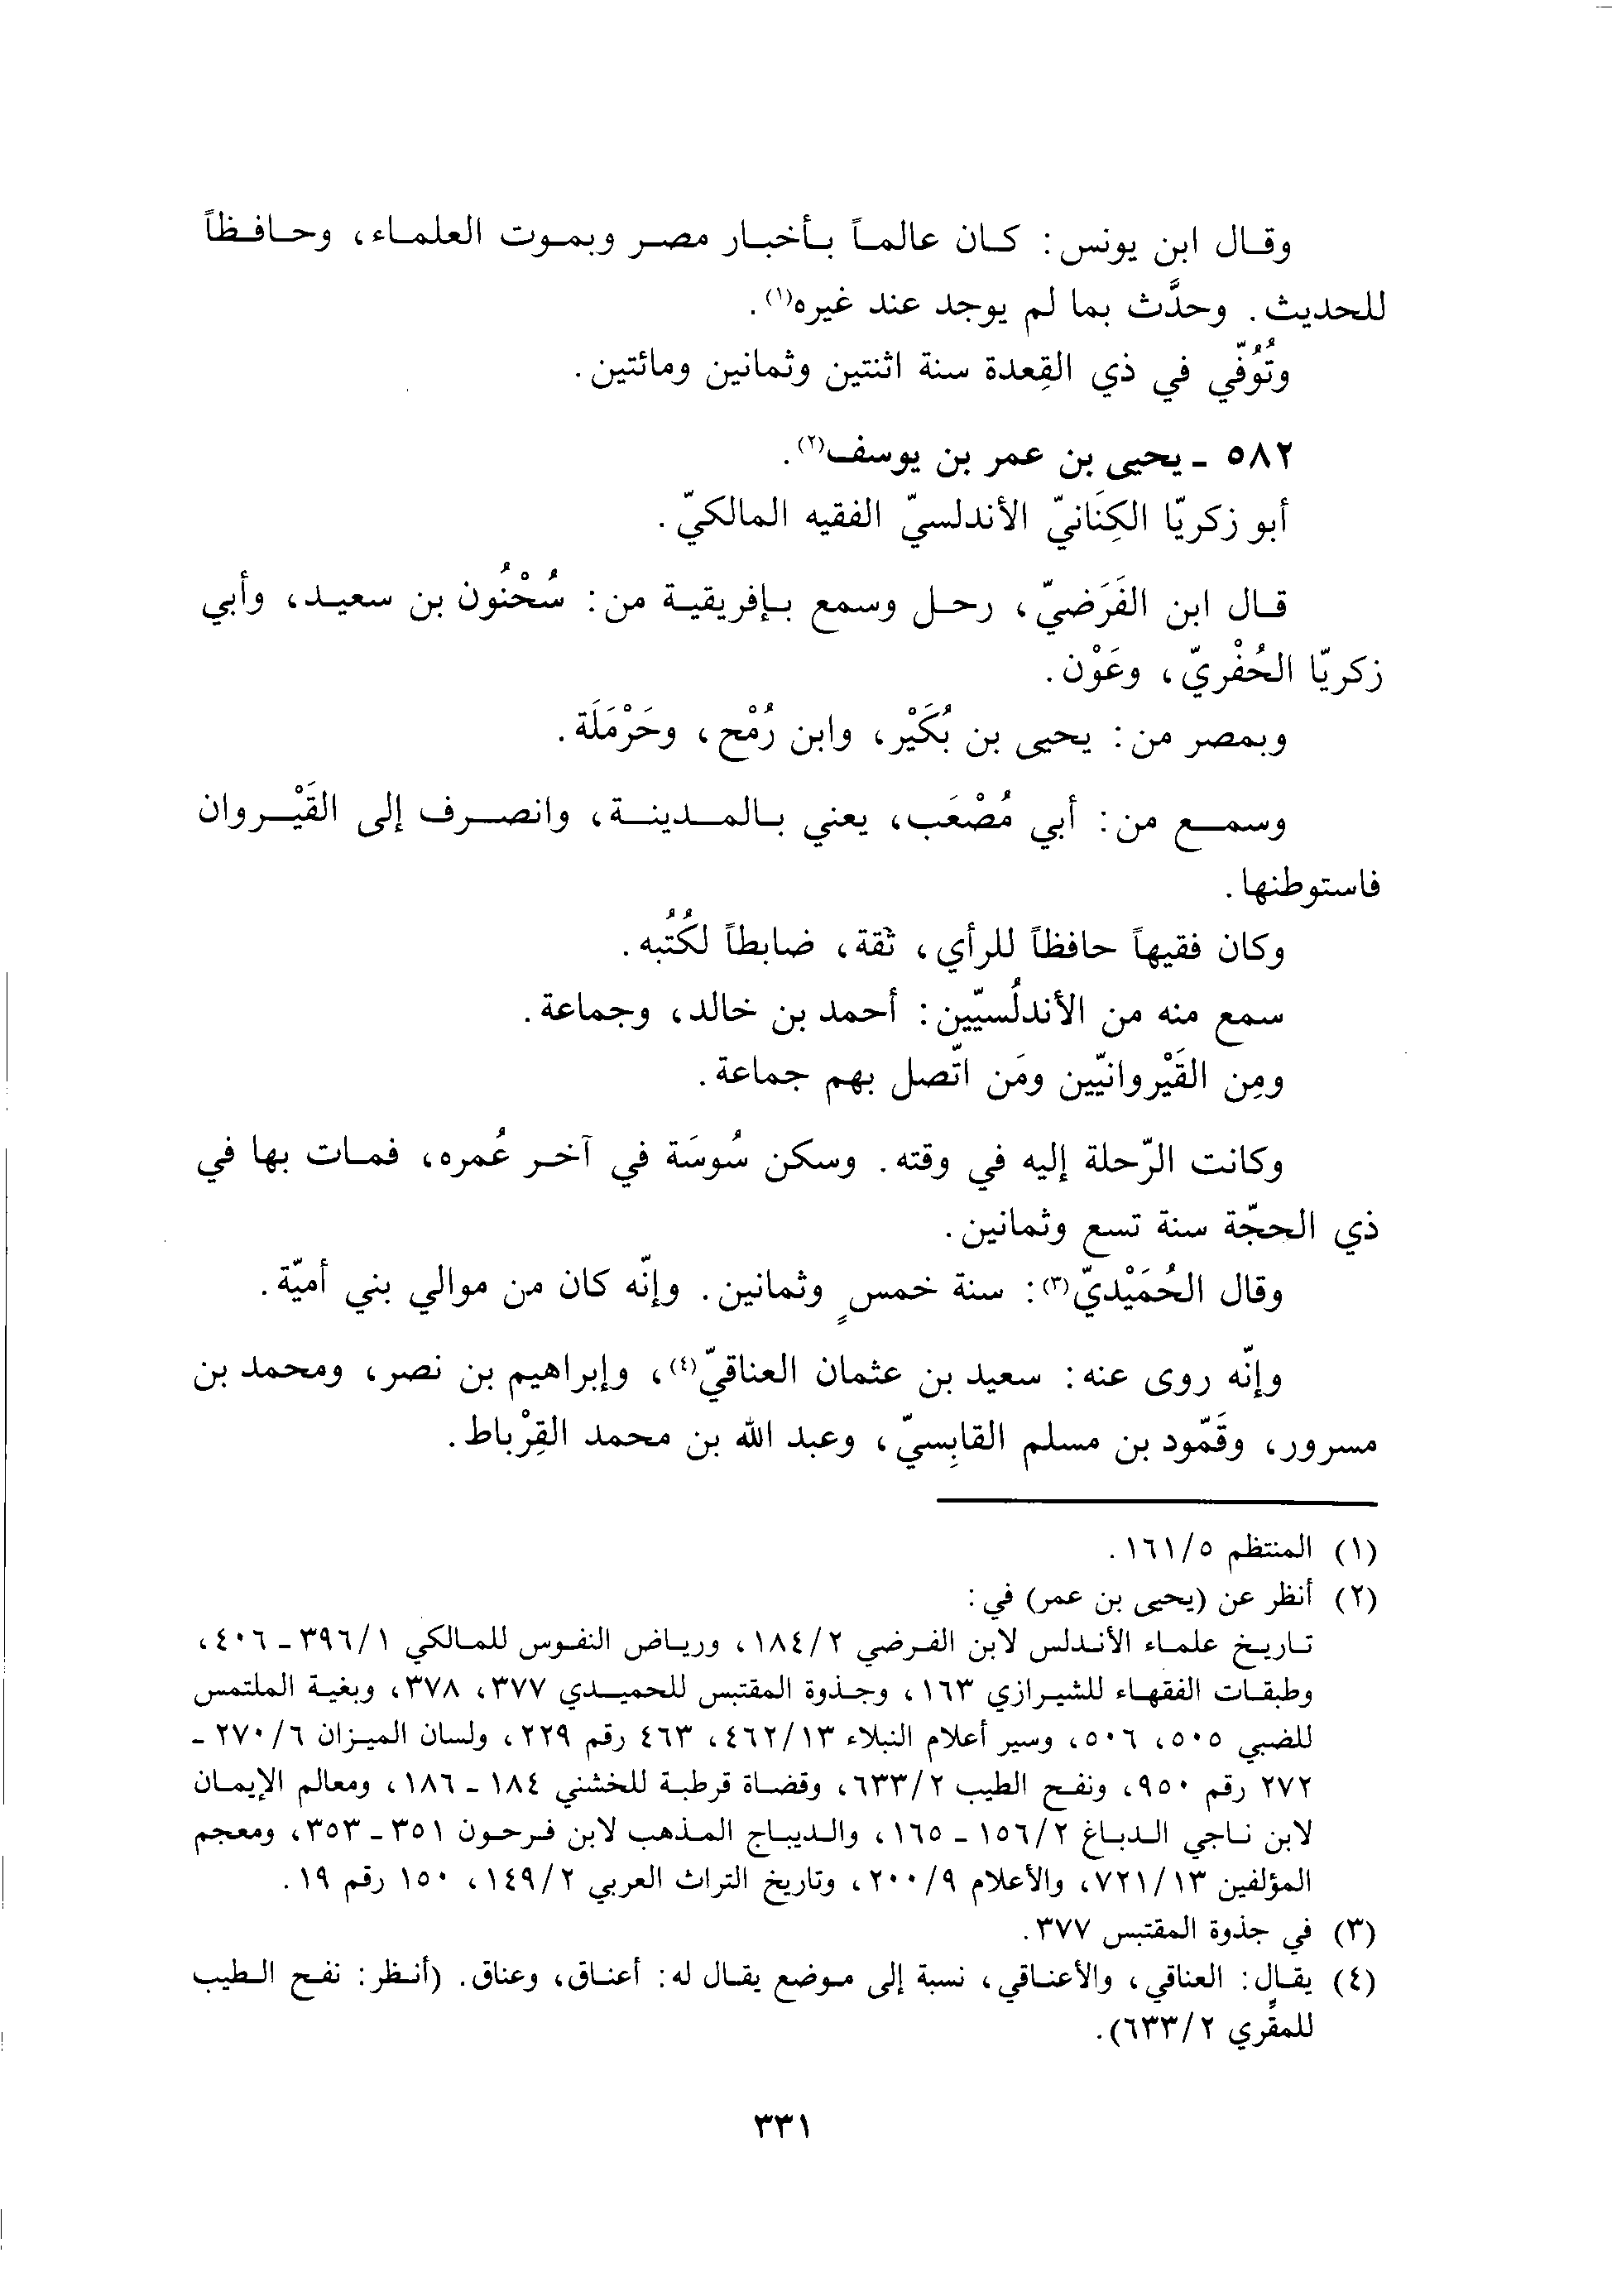 وقال ابن يونس: كان عالماً بأخبار مصر وبموت العلماء، وحافظاً
للحديث. وحدَّث بما لم يوجد عند غيره(١).
وتُوُفّي في ذي القِعدة سنة اثنتين وثمانين ومائتين.
٥٨٢ ـ يحيى بن عمر بن يوسف(٢).
أبو زكريّا الكِنَانيّ الأندلسيّ الفقيه المالكيّ.
قال ابن الفَرَضيّ، رحل وسمع بإفريقية من: سُحْنُون بن سعيد، وأبي
زكريّا الحُفْريّ، وعَوْن.
وبمصر من: يحيى بن بُكَيْر، وابن رُمْح، وحَرْمَلَة.
وسمع من: أبي مُصْعَب، يعني بالمدينة، وانصرف إلى القَيْروان
فاستوطنها.
وكان فقيهاً حافظاً للرأي، ثقة، ضابطاً لكُتُبه.
سمع منه من الأندلُسيّين: أحمد بن خالد، وجماعة.
ومِن القَيْروانيّين ومَن اتّصل بهم جماعة.
وكانت الرّحلة إليه في وقته. وسكن سُوسَة في آخر عُمره، فمات بها في
ذي الحجّة سنة تسع وثمانين.
وقال الحُمَيْديّ(٣): سنة خمسٍ وثمانين. وإنّه كان من موالي بني أميّة.
وإنّه روى عنه: سعيد بن عثمان العناقيّ(٤)، وإبراهيم بن نصر، ومحمد بن
مسرور، وقَمّود بن مسلم القابِسيّ، وعبد الله بن محمد القِرْباط.
(١) المنتظم ١٦١/٥.
(٢) أنظر عن (يحيى بن عمر) في:
تاريخ علماء الأندلس لابن الفرضي ١٨٤/٢، ورياض النفوس للمالكي ٣٩٦/١ ـ ٤٠٦،
وطبقات الفقهاء للشيرازي ١٦٣، وجذوة المقتبس للحميدي ٣٧٧، ٣٧٨، وبغية الملتمس
للضبي ٥٠٥، ٥٠٦، وسير أعلام النبلاء ٤٦٢/١٣، ٤٦٣ رقم ٢٢٩، ولسان الميزان ٢٧٠/٦ ـ
٢٧٢ رقم ٩٥٠، ونفح الطيب ٦٣٣/٢، وقضاة قرطبة للخشني ١٨٤ ـ ١٨٦، ومعالم الإيمان
لابن ناجي الدباغ ١٥٦/٢ ـ ١٦٥، والديباج المذهب لابن فرحون ٣٥١ ـ ٣٥٣، ومعجم
المؤلفين ٧٢١/١٣، والأعلام ٢٠٠/٩، وتاريخ التراث العربي ١٤٩/٢، ١٥٠ رقم ١٩.
(٣) في جذوة المقتبس ٣٧٧.
(٤) يقال: العناقي، والأعناقي، نسبة إلى موضع يقال له: أعناق، وعناق. (أنظر: نفح الطيب
للمقّري ٦٣٣/٢).
٣٣١